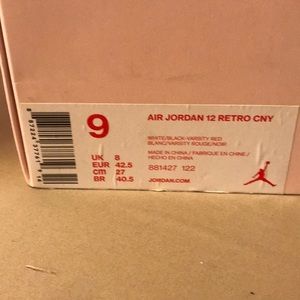 9
AIR JORDAN 12 RETRO CNY
WHITE/BLACK-VARSITY RED
BLANC/VARSITY ROUGE/NOIR
UK 8
EUR 42.5
cm 27
BR 40.5
MADE IN CHINA / FABRIQUE EN CHINE /
HECHO EN CHINA
881427 122
JORDAN.COM